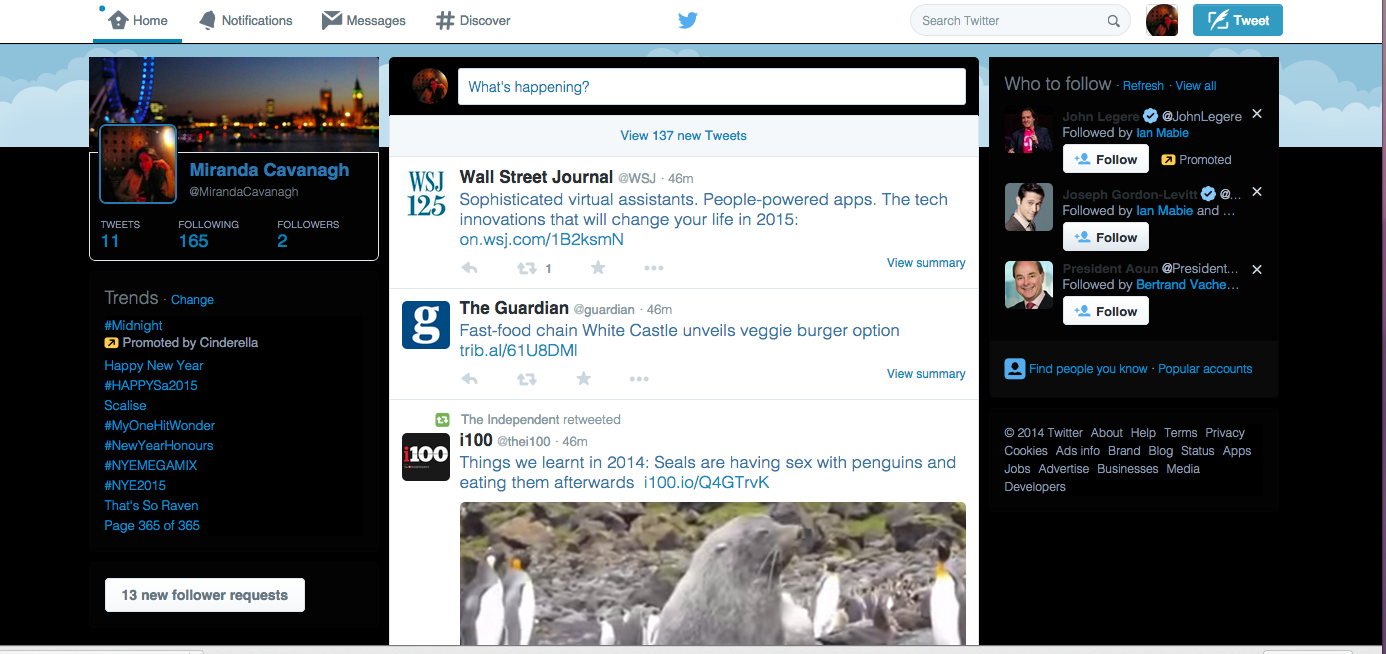 Home Notifications Messages Discover Search Twitter Tweet
Miranda Cavanagh
@MirandaCavanagh
TWEETS FOLLOWING FOLLOWERS
11 165 2
Trends · Change
#Midnight
Promoted by Cinderella
Happy New Year
#HAPPYSa2015
Scalise
#MyOneHitWonder
#NewYearHonours
#NYEMEGAMIX
#NYE2015
That's So Raven
Page 365 of 365
13 new follower requests
What's happening?
View 137 new Tweets
WSJ
125
Wall Street Journal @WSJ · 46m
Sophisticated virtual assistants. People-powered apps. The tech
innovations that will change your life in 2015:
on.wsj.com/1B2ksmN
1
View summary
g
The Guardian @guardian · 46m
Fast-food chain White Castle unveils veggie burger option
trib.al/61U8DMl
View summary
The Independent retweeted
i100
i100 @thei100 · 46m
Things we learnt in 2014: Seals are having sex with penguins and
eating them afterwards i100.io/Q4GTrvK
Who to follow · Refresh · View all
John Legere @JohnLegere
Followed by Ian Mabie
Follow Promoted
Joseph Gordon-Levitt @...
Followed by Ian Mabie and ...
Follow
President Aoun @President...
Followed by Bertrand Vache...
Follow
Find people you know · Popular accounts
© 2014 Twitter About Help Terms Privacy
Cookies Ads info Brand Blog Status Apps
Jobs Advertise Businesses Media
Developers